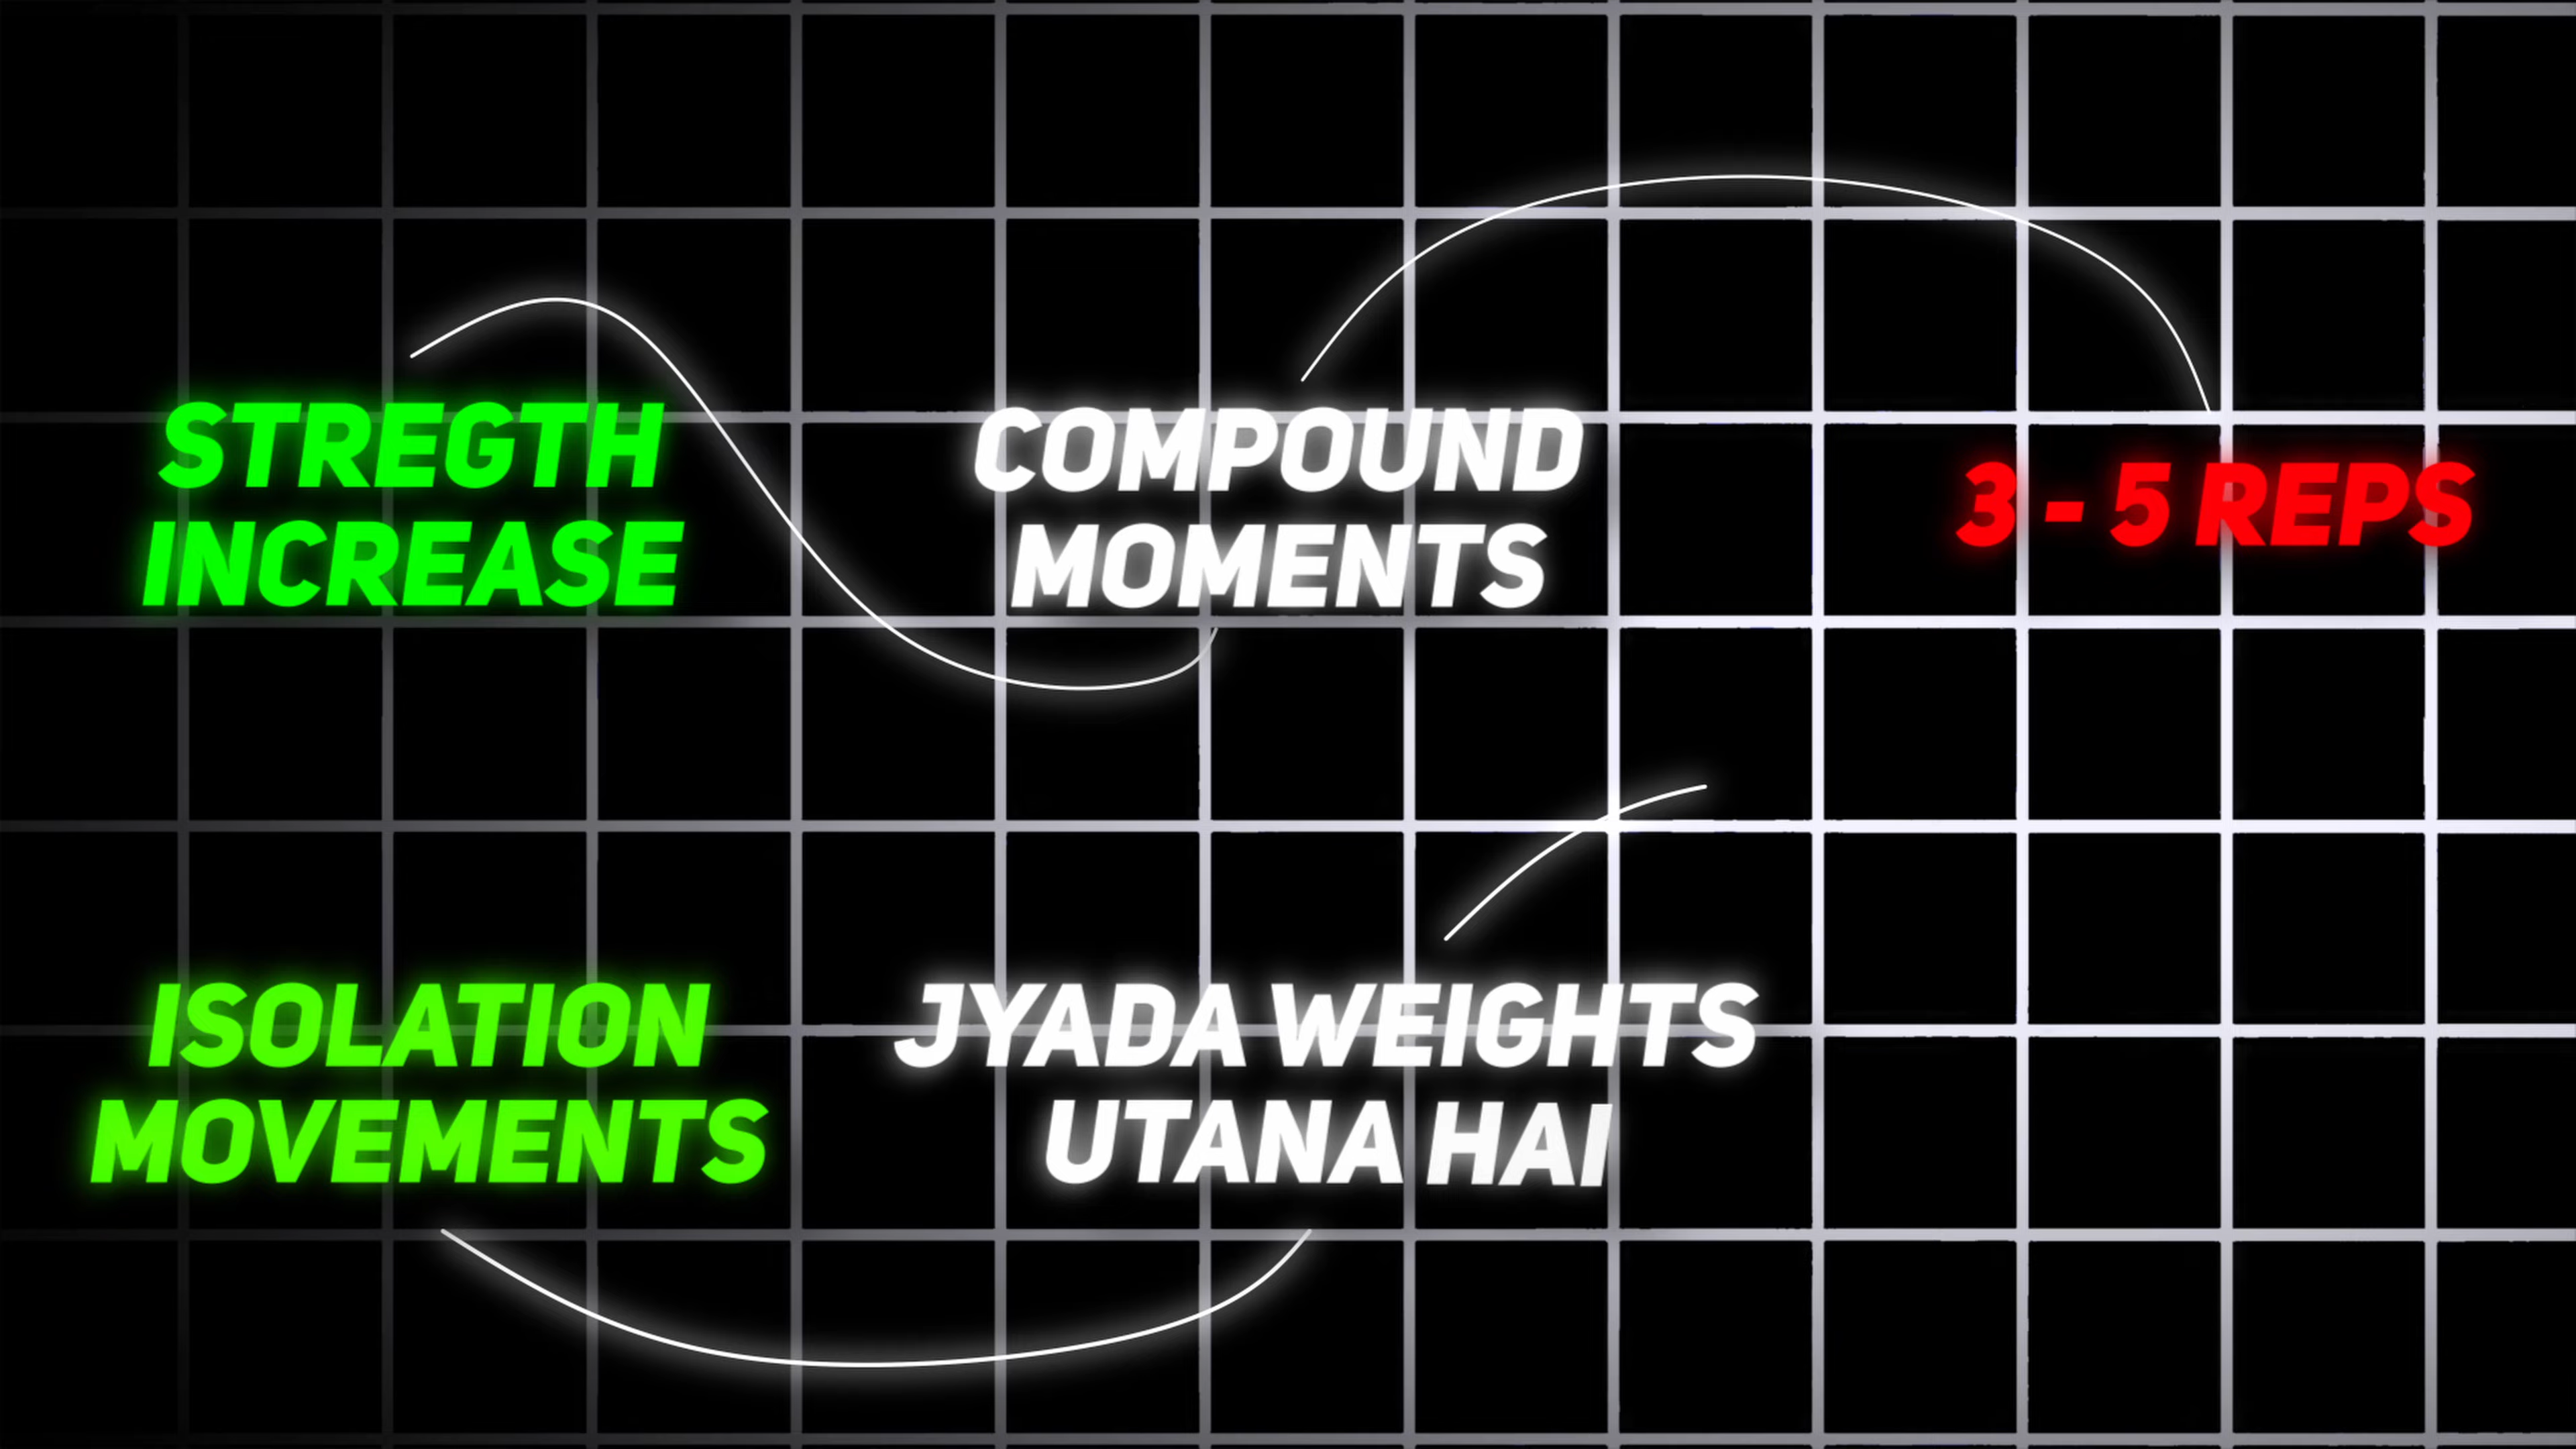 STREGTH
INCREASE
COMPOUND
MOMENTS
3 - 5 REPS
ISOLATION
MOVEMENTS
JYADA WEIGHTS
UTANA HAI